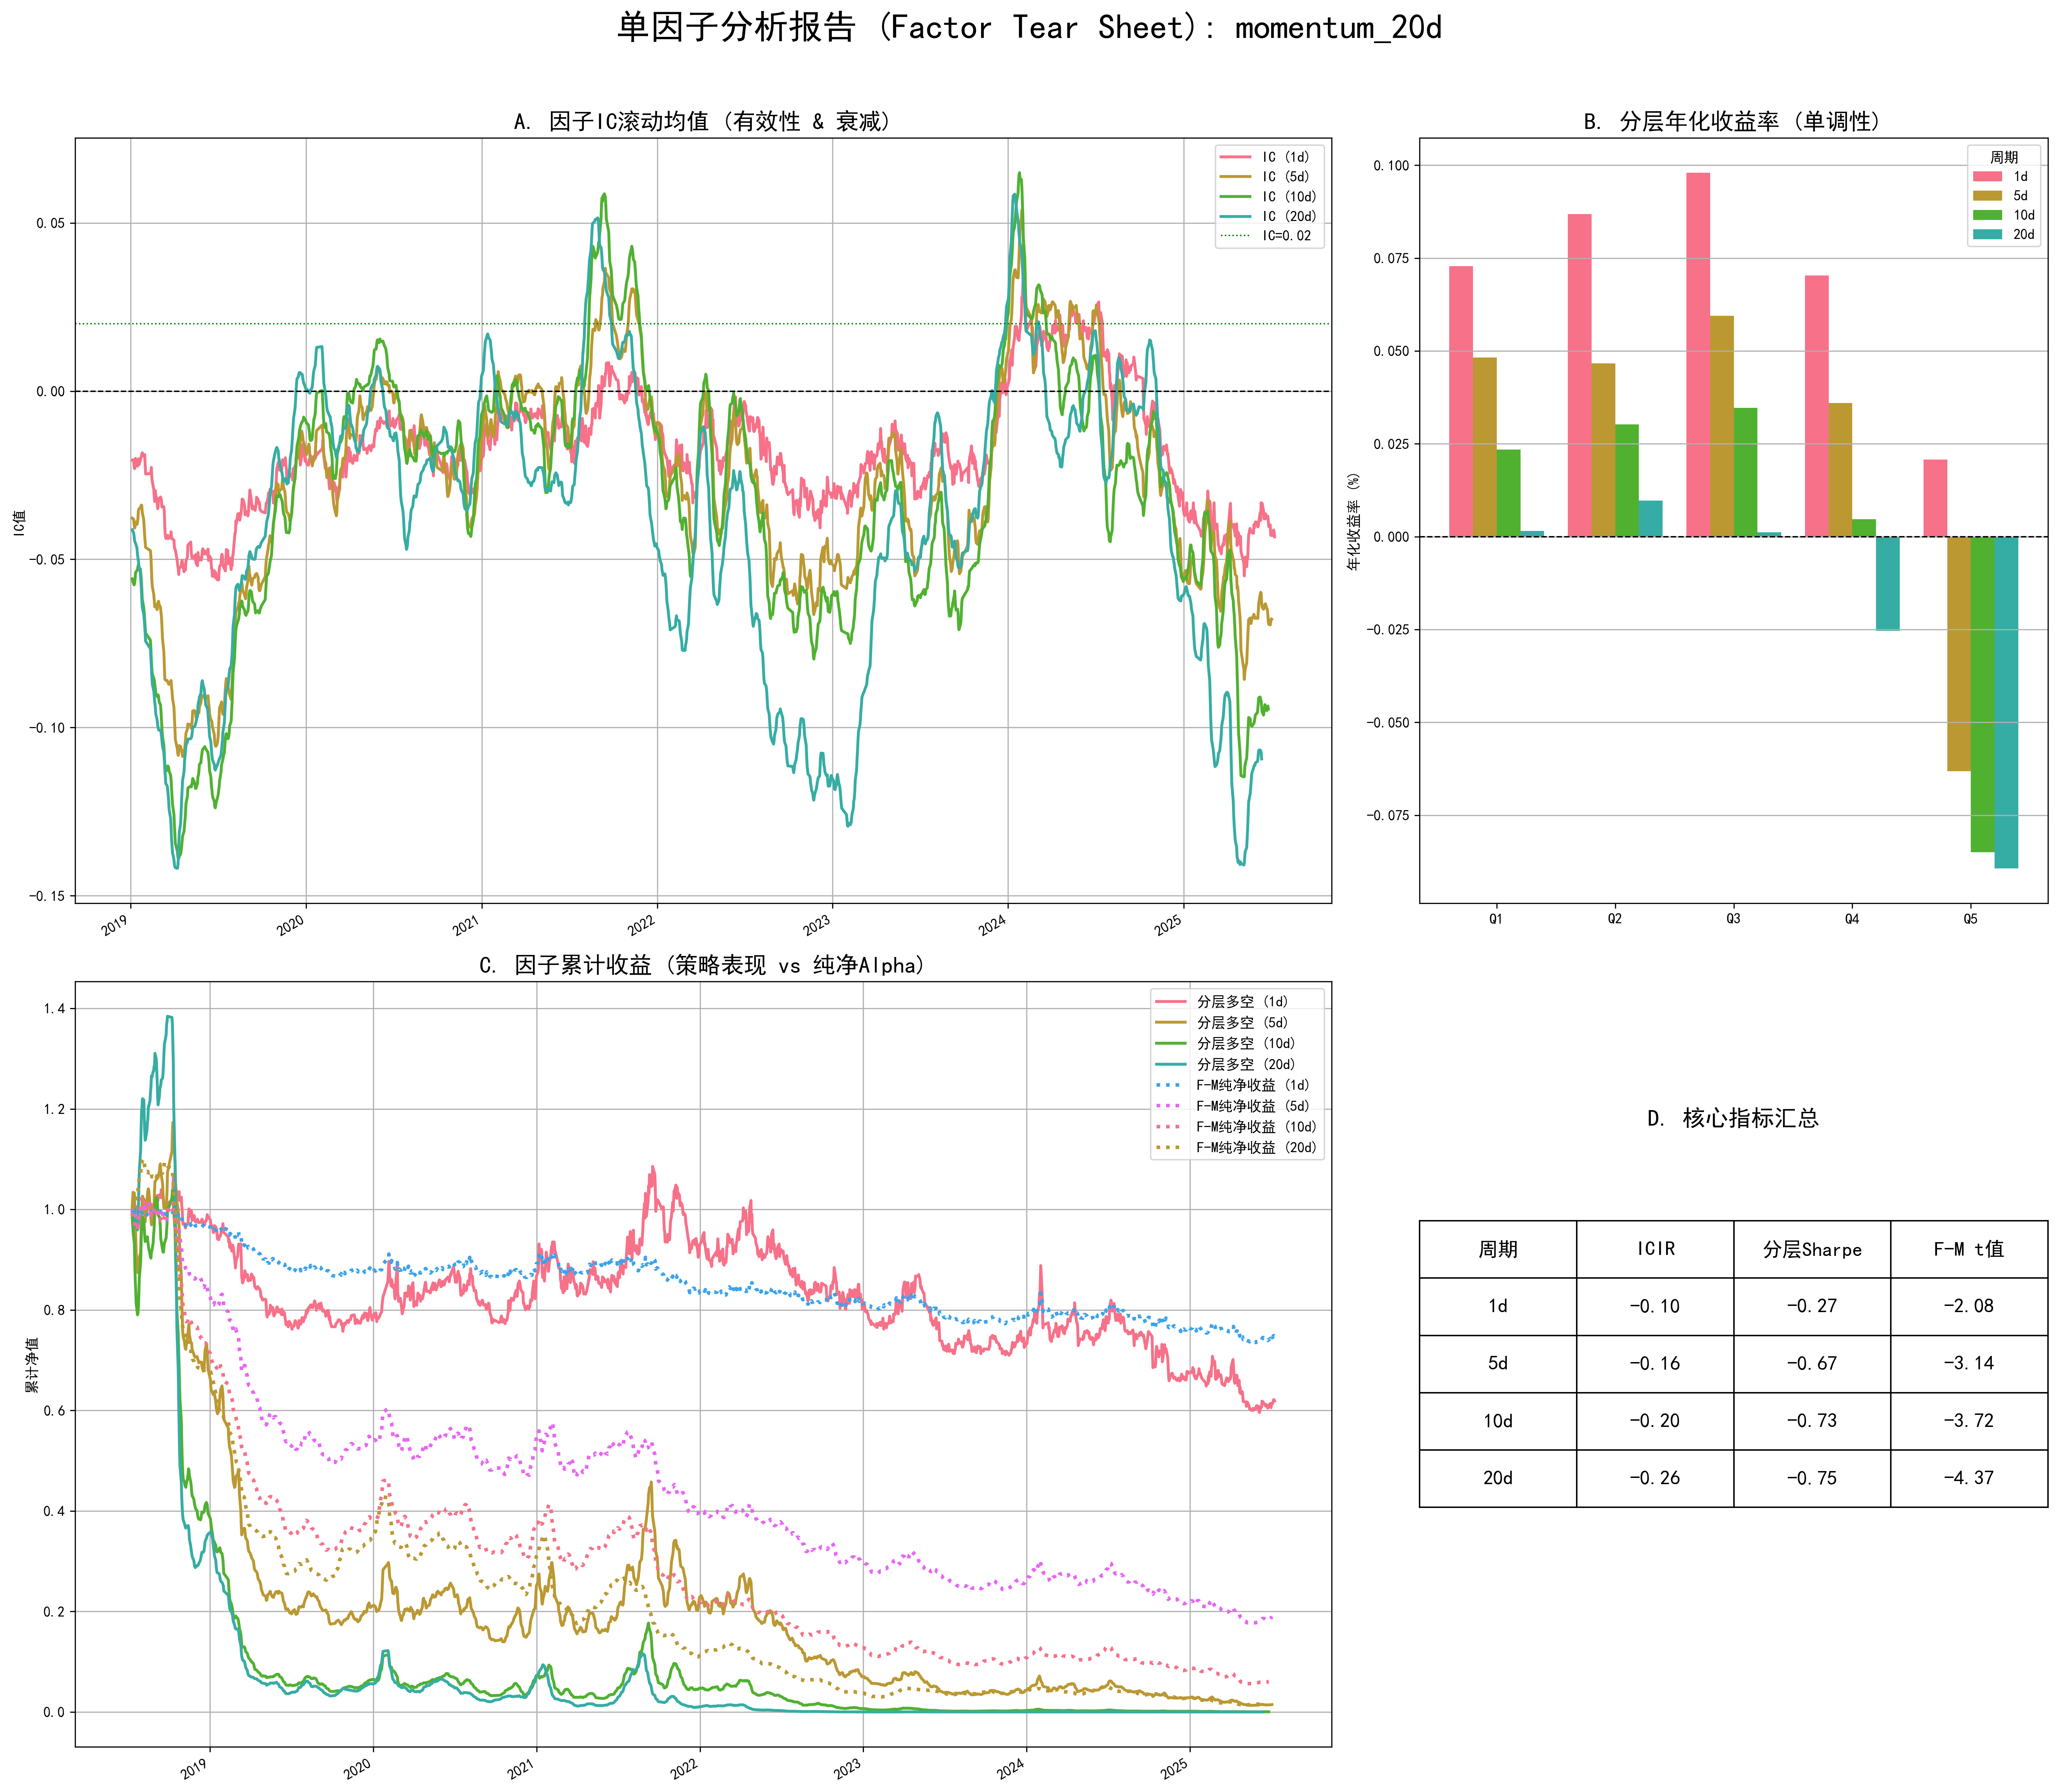 单因子分析报告 (Factor Tear Sheet): momentum_20d
A. 因子IC滚动均值 (有效性 & 衰减)
IC值
0.05
0.00
-0.05
-0.10
-0.15
2019
2020
2021
2022
2023
2024
2025
IC (1d)
IC (5d)
IC (10d)
IC (20d)
IC=0.02
B. 分层年化收益率 (单调性)
年化收益率 (%)
0.100
0.075
0.050
0.025
0.000
-0.025
-0.050
-0.075
Q1
Q2
Q3
Q4
Q5
周期
1d
5d
10d
20d
C. 因子累计收益 (策略表现 vs 纯净Alpha)
累计净值
1.4
1.2
1.0
0.8
0.6
0.4
0.2
0.0
2019
2020
2021
2022
2023
2024
2025
分层多空 (1d)
分层多空 (5d)
分层多空 (10d)
分层多空 (20d)
F-M纯净收益 (1d)
F-M纯净收益 (5d)
F-M纯净收益 (10d)
F-M纯净收益 (20d)
D. 核心指标汇总
周期 ICIR 分层Sharpe F-M t值
1d -0.10 -0.27 -2.08
5d -0.16 -0.67 -3.14
10d -0.20 -0.73 -3.72
20d -0.26 -0.75 -4.37